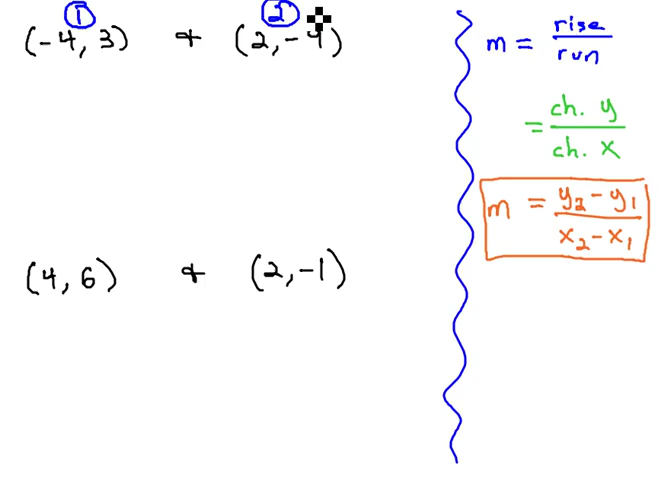 ① ②
(-4, 3) + (2, -4)
(4, 6) + (2, -1)
m = rise
run
= ch. y
ch. x
m = y₂ - y₁
x₂ - x₁